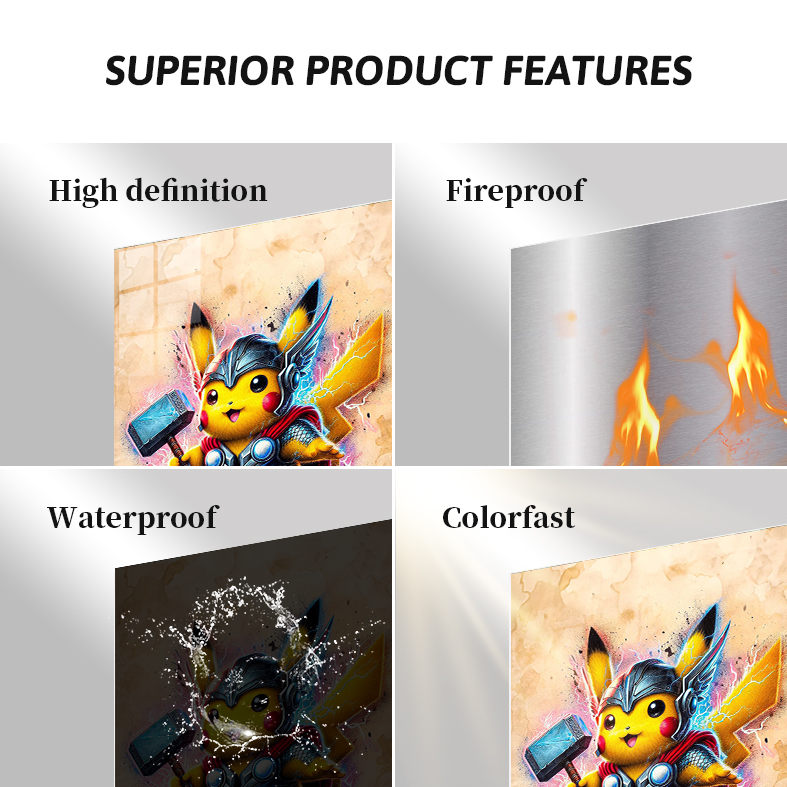 SUPERIOR PRODUCT FEATURES
High definition
Fireproof
Waterproof
Colorfast